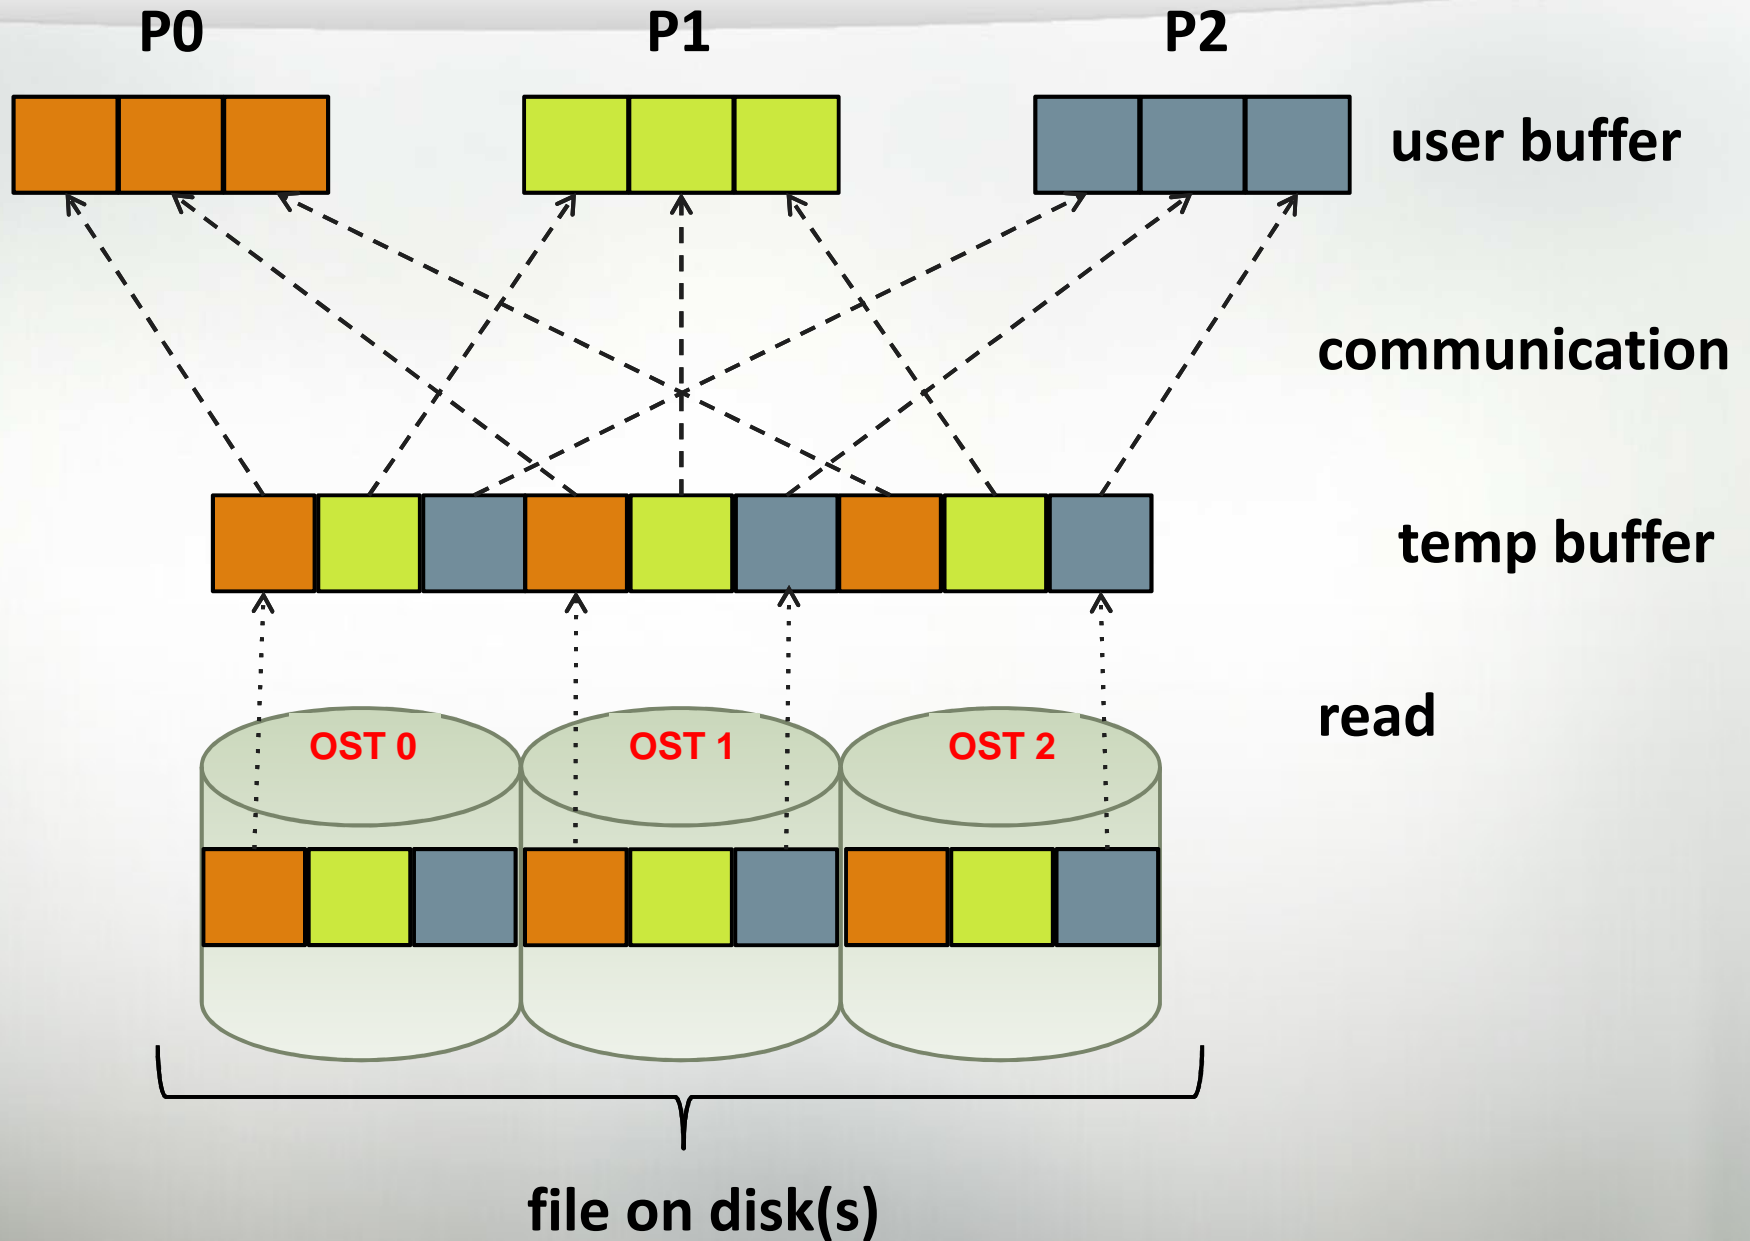 P0
P1
P2
user buffer
communication
temp buffer
read
OST 0
OST 1
OST 2
file on disk(s)